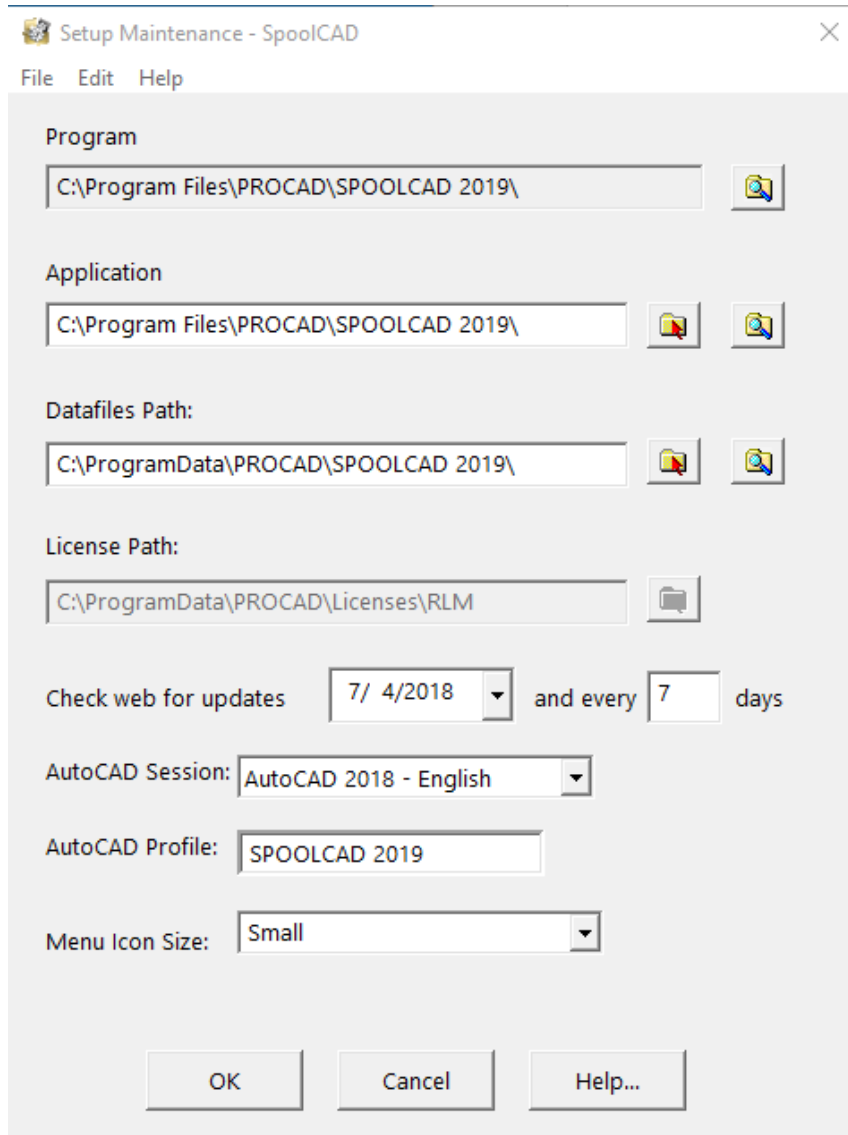 Setup Maintenance - SpoolCAD
File Edit Help
Program
C:\Program Files\PROCAD\SPOOLCAD 2019\
Application
C:\Program Files\PROCAD\SPOOLCAD 2019\
Datafiles Path:
C:\ProgramData\PROCAD\SPOOLCAD 2019\
License Path:
C:\ProgramData\PROCAD\Licenses\RLM
Check web for updates 7/ 4/2018 and every 7 days
AutoCAD Session: AutoCAD 2018 - English
AutoCAD Profile: SPOOLCAD 2019
Menu Icon Size: Small
OK Cancel Help...